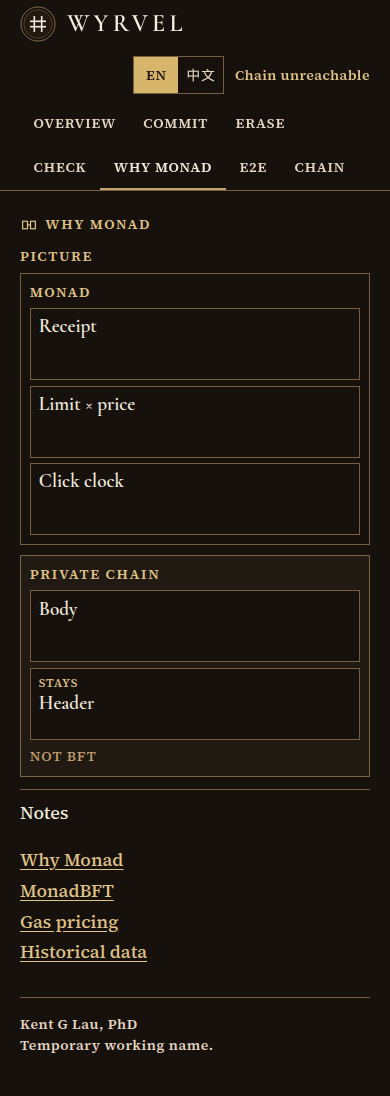 WYRVEL
EN 中文 Chain unreachable
OVERVIEW COMMIT ERASE
CHECK WHY MONAD E2E CHAIN
WHY MONAD
PICTURE
MONAD
Receipt
Limit × price
Click clock
PRIVATE CHAIN
Body
STAYS
Header
NOT BFT
Notes
Why Monad
MonadBFT
Gas pricing
Historical data
Kent G Lau, PhD
Temporary working name.